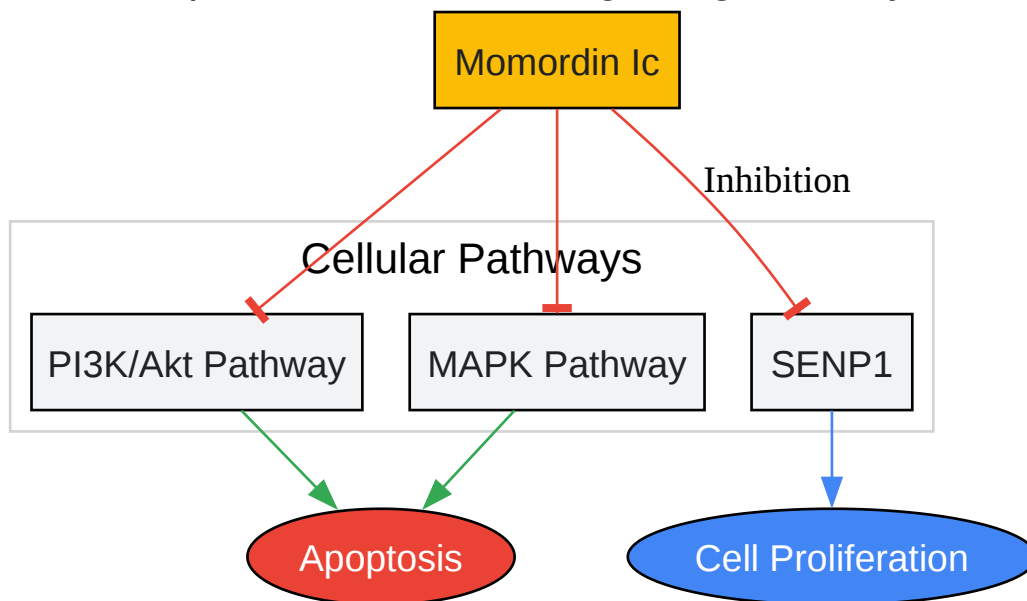 Momordin Ic
Inhibition
Cellular Pathways
PI3K/Akt Pathway
MAPK Pathway
SENP1
Apoptosis
Cell Proliferation